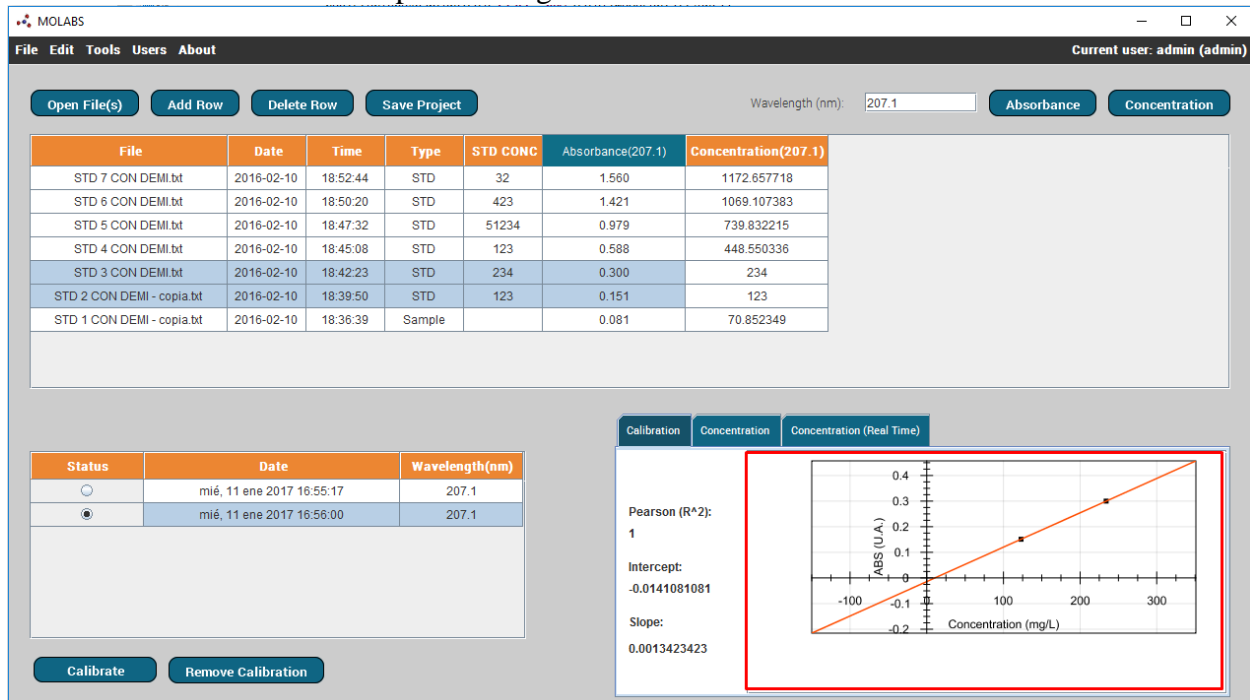 MOLABS
File Edit Tools Users About Current user: admin (admin)
Open File(s) Add Row Delete Row Save Project Wavelength (nm): 207.1 Absorbance Concentration
File Date Time Type STD CONC Absorbance(207.1) Concentration(207.1)
STD 7 CON DEMI.txt 2016-02-10 18:52:44 STD 32 1.560 1172.657718
STD 6 CON DEMI.txt 2016-02-10 18:50:20 STD 423 1.421 1069.107383
STD 5 CON DEMI.txt 2016-02-10 18:47:32 STD 51234 0.979 739.832215
STD 4 CON DEMI.txt 2016-02-10 18:45:08 STD 123 0.588 448.550336
STD 3 CON DEMI.txt 2016-02-10 18:42:23 STD 234 0.300 234
STD 2 CON DEMI - copia.txt 2016-02-10 18:39:50 STD 123 0.151 123
STD 1 CON DEMI - copia.txt 2016-02-10 18:36:39 Sample 0.081 70.852349
Status Date Wavelength(nm)
mié, 11 ene 2017 16:55:17 207.1
mié, 11 ene 2017 16:56:00 207.1
Calibrate Remove Calibration
Calibration Concentration Concentration (Real Time)
Pearson (R^2):
1
Intercept:
-0.0141081081
Slope:
0.0013423423
ABS (U.A.)
0.4
0.3
0.2
0.1
0
-0.1
-0.2
-100 0 100 200 300
Concentration (mg/L)